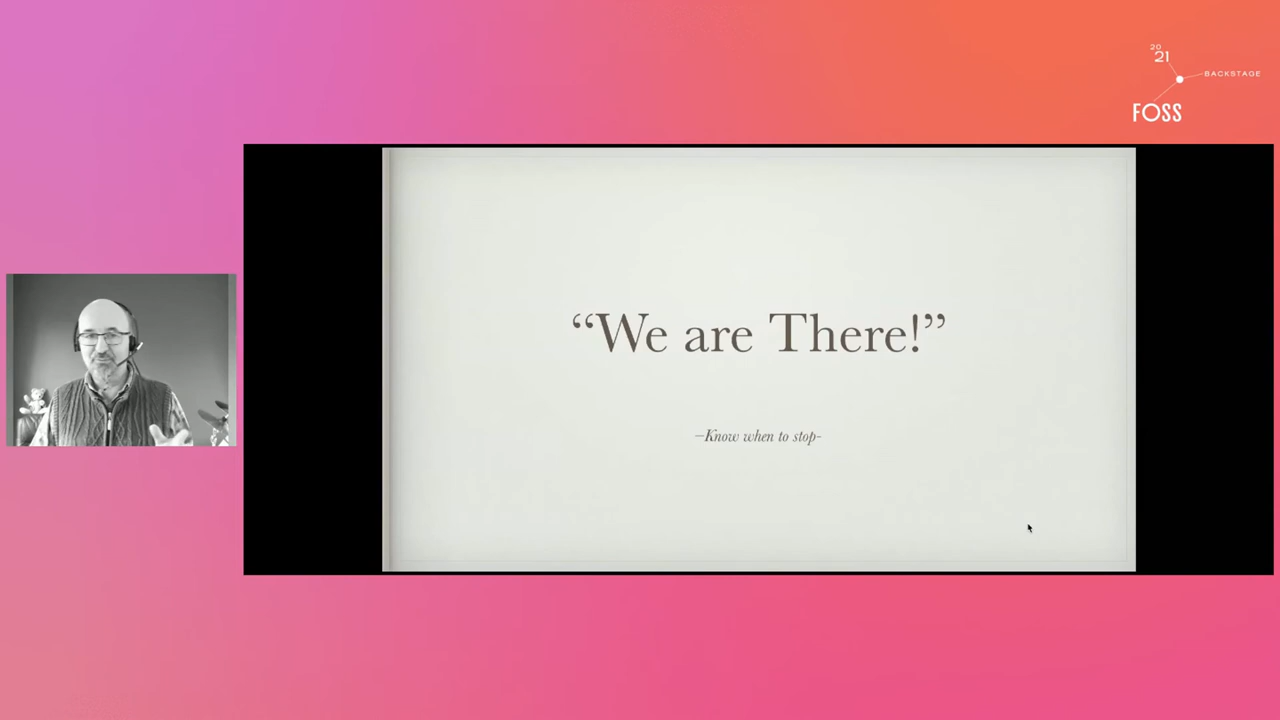 20
21
BACKSTAGE
FOSS
“We are There!”
–Know when to stop-